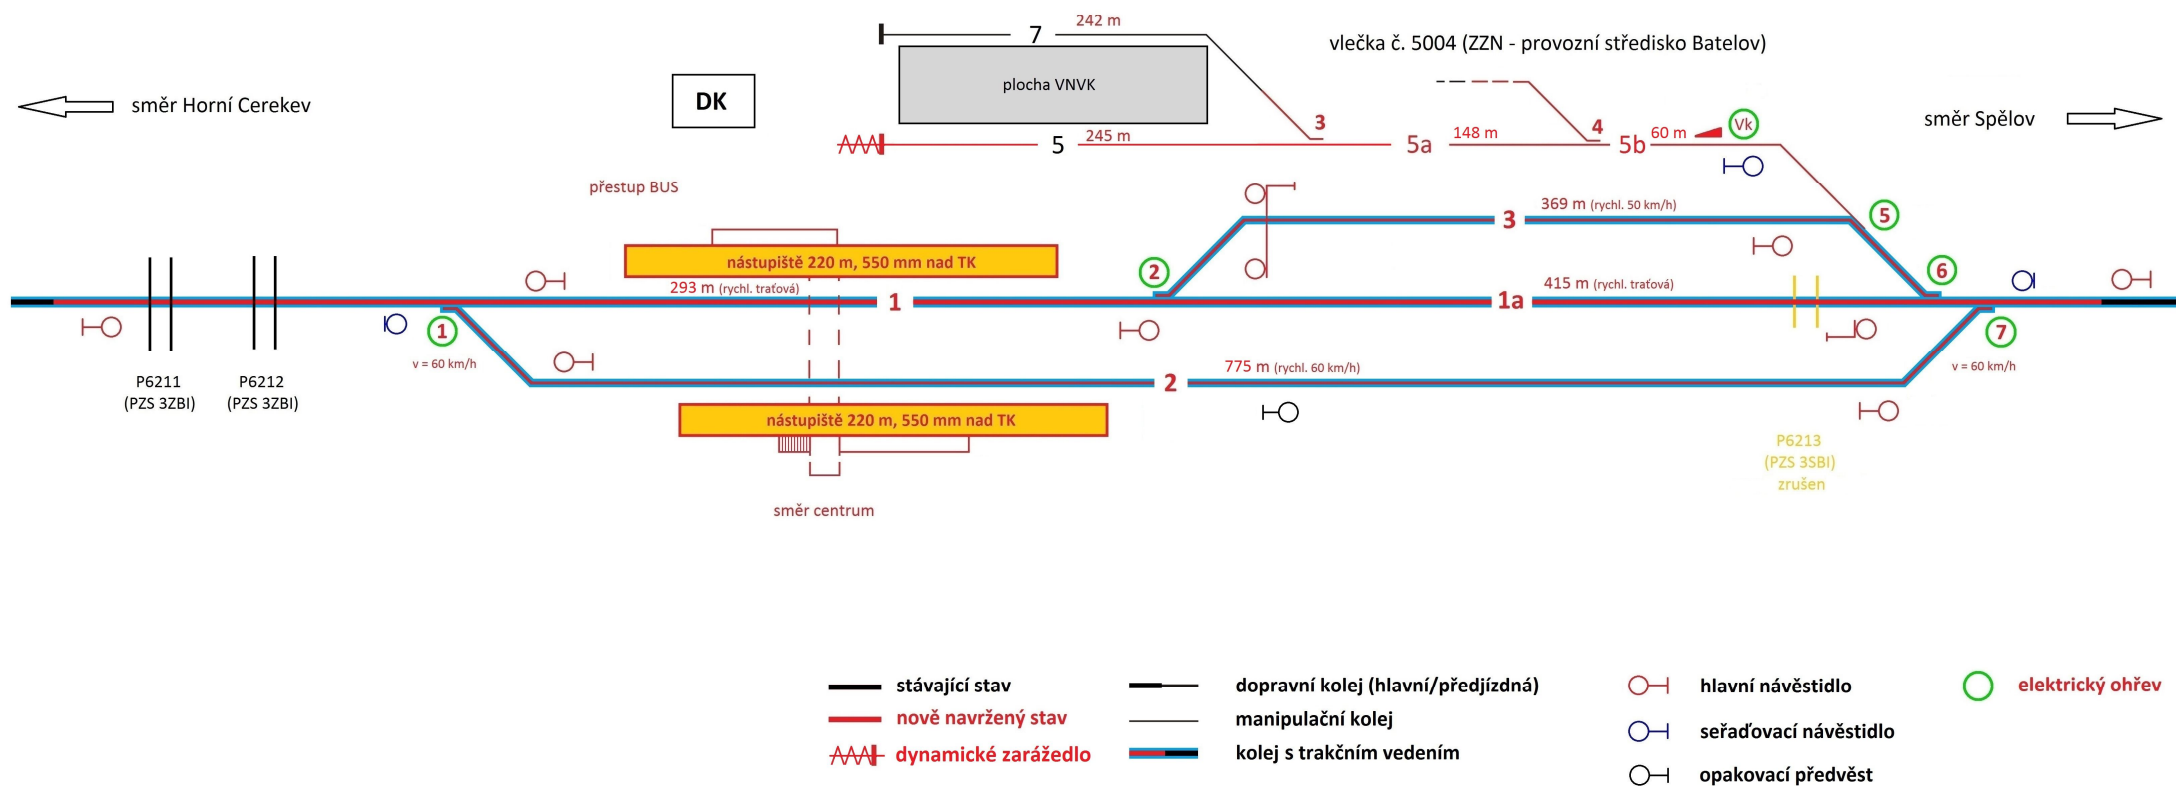 7
242 m
vlečka č. 5004 (ZZN - provozní středisko Batelov)
plocha VNVK
DK
směr Horní Cerekev
směr Spělov
3
4
Vk
5
245 m
5a
148 m
5b
60 m
přestup BUS
3
369 m (rychl. 50 km/h)
5
nástupiště 220 m, 550 mm nad TK
2
6
293 m (rychl. traťová)
1
1a
415 m (rychl. traťová)
1
7
v = 60 km/h
v = 60 km/h
P6211
(PZS 3ZBI)
P6212
(PZS 3ZBI)
2
775 m (rychl. 60 km/h)
nástupiště 220 m, 550 mm nad TK
P6213
(PZS 3SBI)
zrušen
směr centrum
stávající stav
nově navržený stav
dynamické zarážedlo
dopravní kolej (hlavní/předjízdná)
manipulační kolej
kolej s trakčním vedením
hlavní návěstidlo
seřaďovací návěstidlo
opakovací předvěst
elektrický ohřev